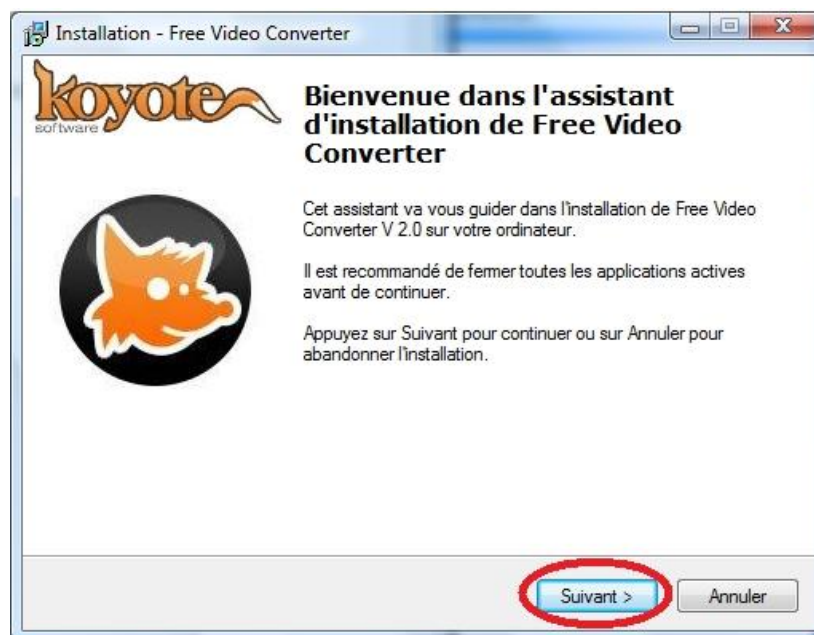 Installation - Free Video Converter
koyote
software
Bienvenue dans l'assistant
d'installation de Free Video
Converter
Cet assistant va vous guider dans l'installation de Free Video
Converter V 2.0 sur votre ordinateur.
Il est recommandé de fermer toutes les applications actives
avant de continuer.
Appuyez sur Suivant pour continuer ou sur Annuler pour
abandonner l'installation.
Suivant >
Annuler